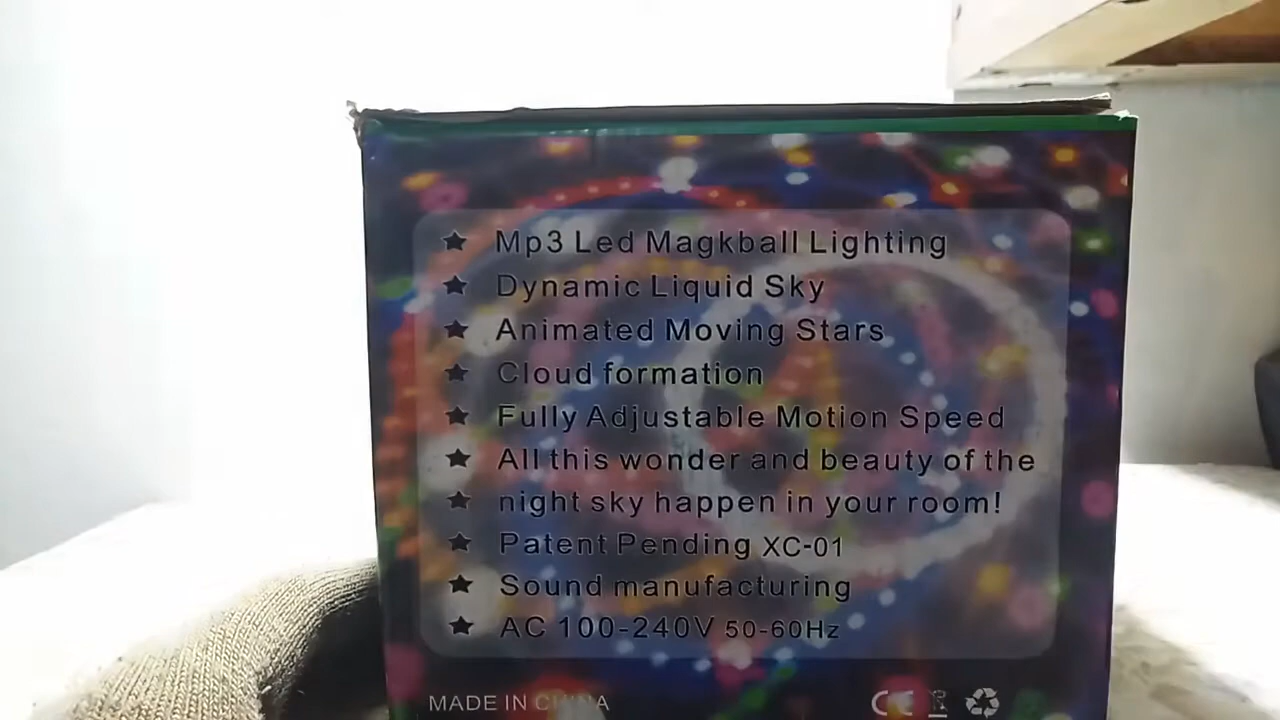 ★ Mp3 Led Magkball Lighting
★ Dynamic Liquid Sky
★ Animated Moving Stars
★ Cloud formation
★ Fully Adjustable Motion Speed
★ All this wonder and beauty of the
★ night sky happen in your room!
★ Patent Pending XC-01
★ Sound manufacturing
★ AC 100-240V 50-60Hz
MADE IN CHINA CE